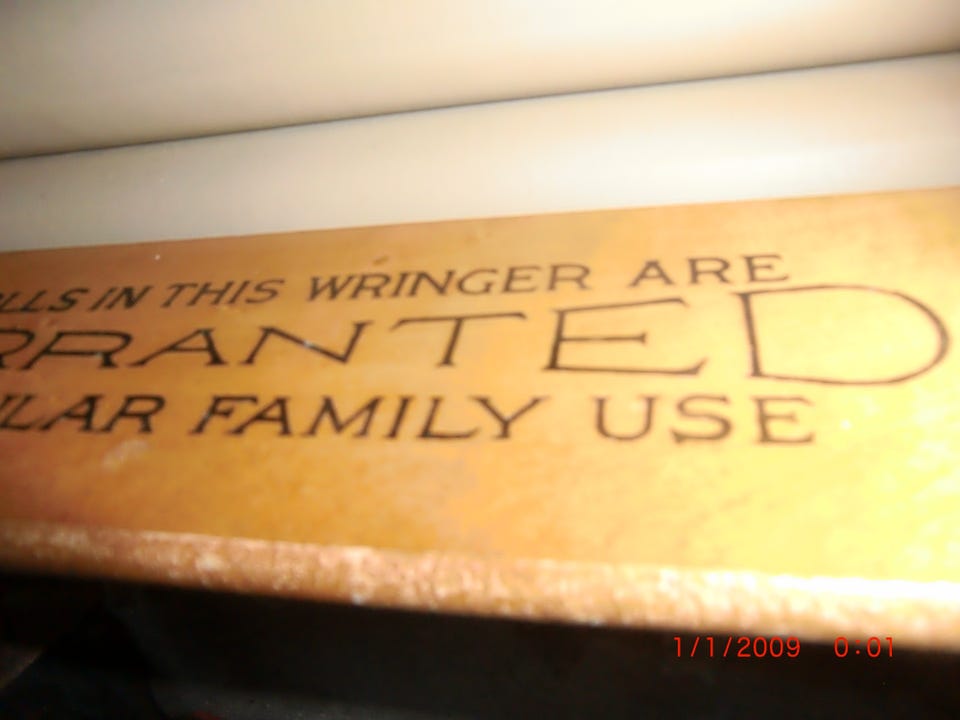 LLS IN THIS WRINGER ARE
RRANTED
ILAR FAMILY USE
1/1/2009 0:01